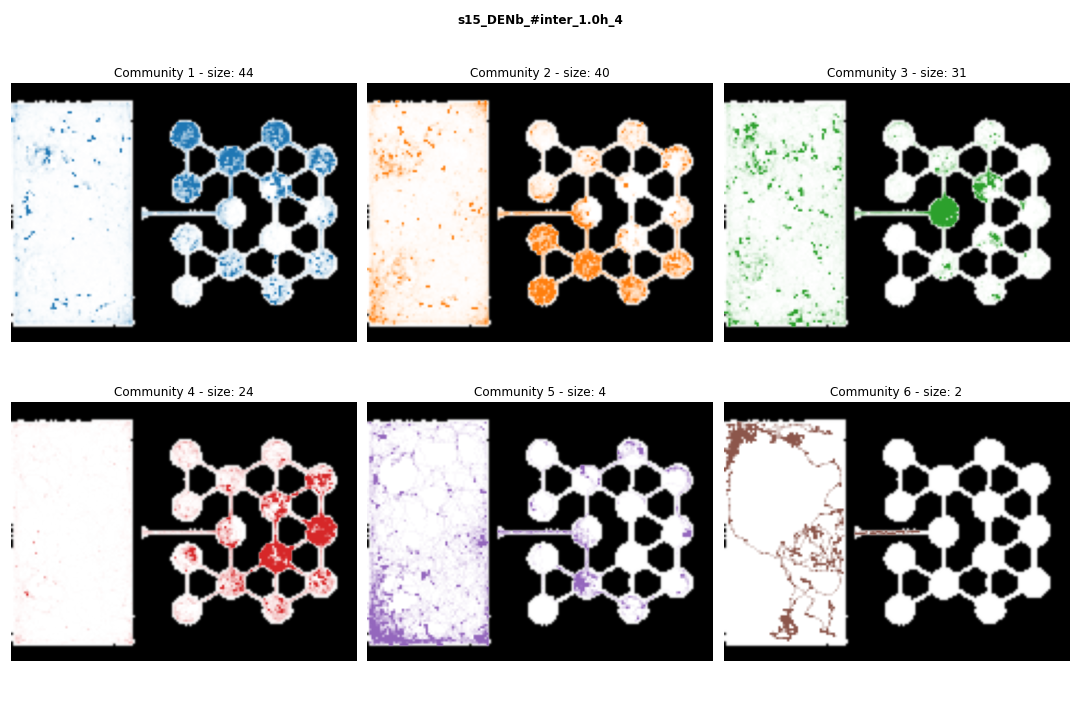 s15_DENb_#inter_1.0h_4
Community 1 - size: 44
Community 2 - size: 40
Community 3 - size: 31
Community 4 - size: 24
Community 5 - size: 4
Community 6 - size: 2